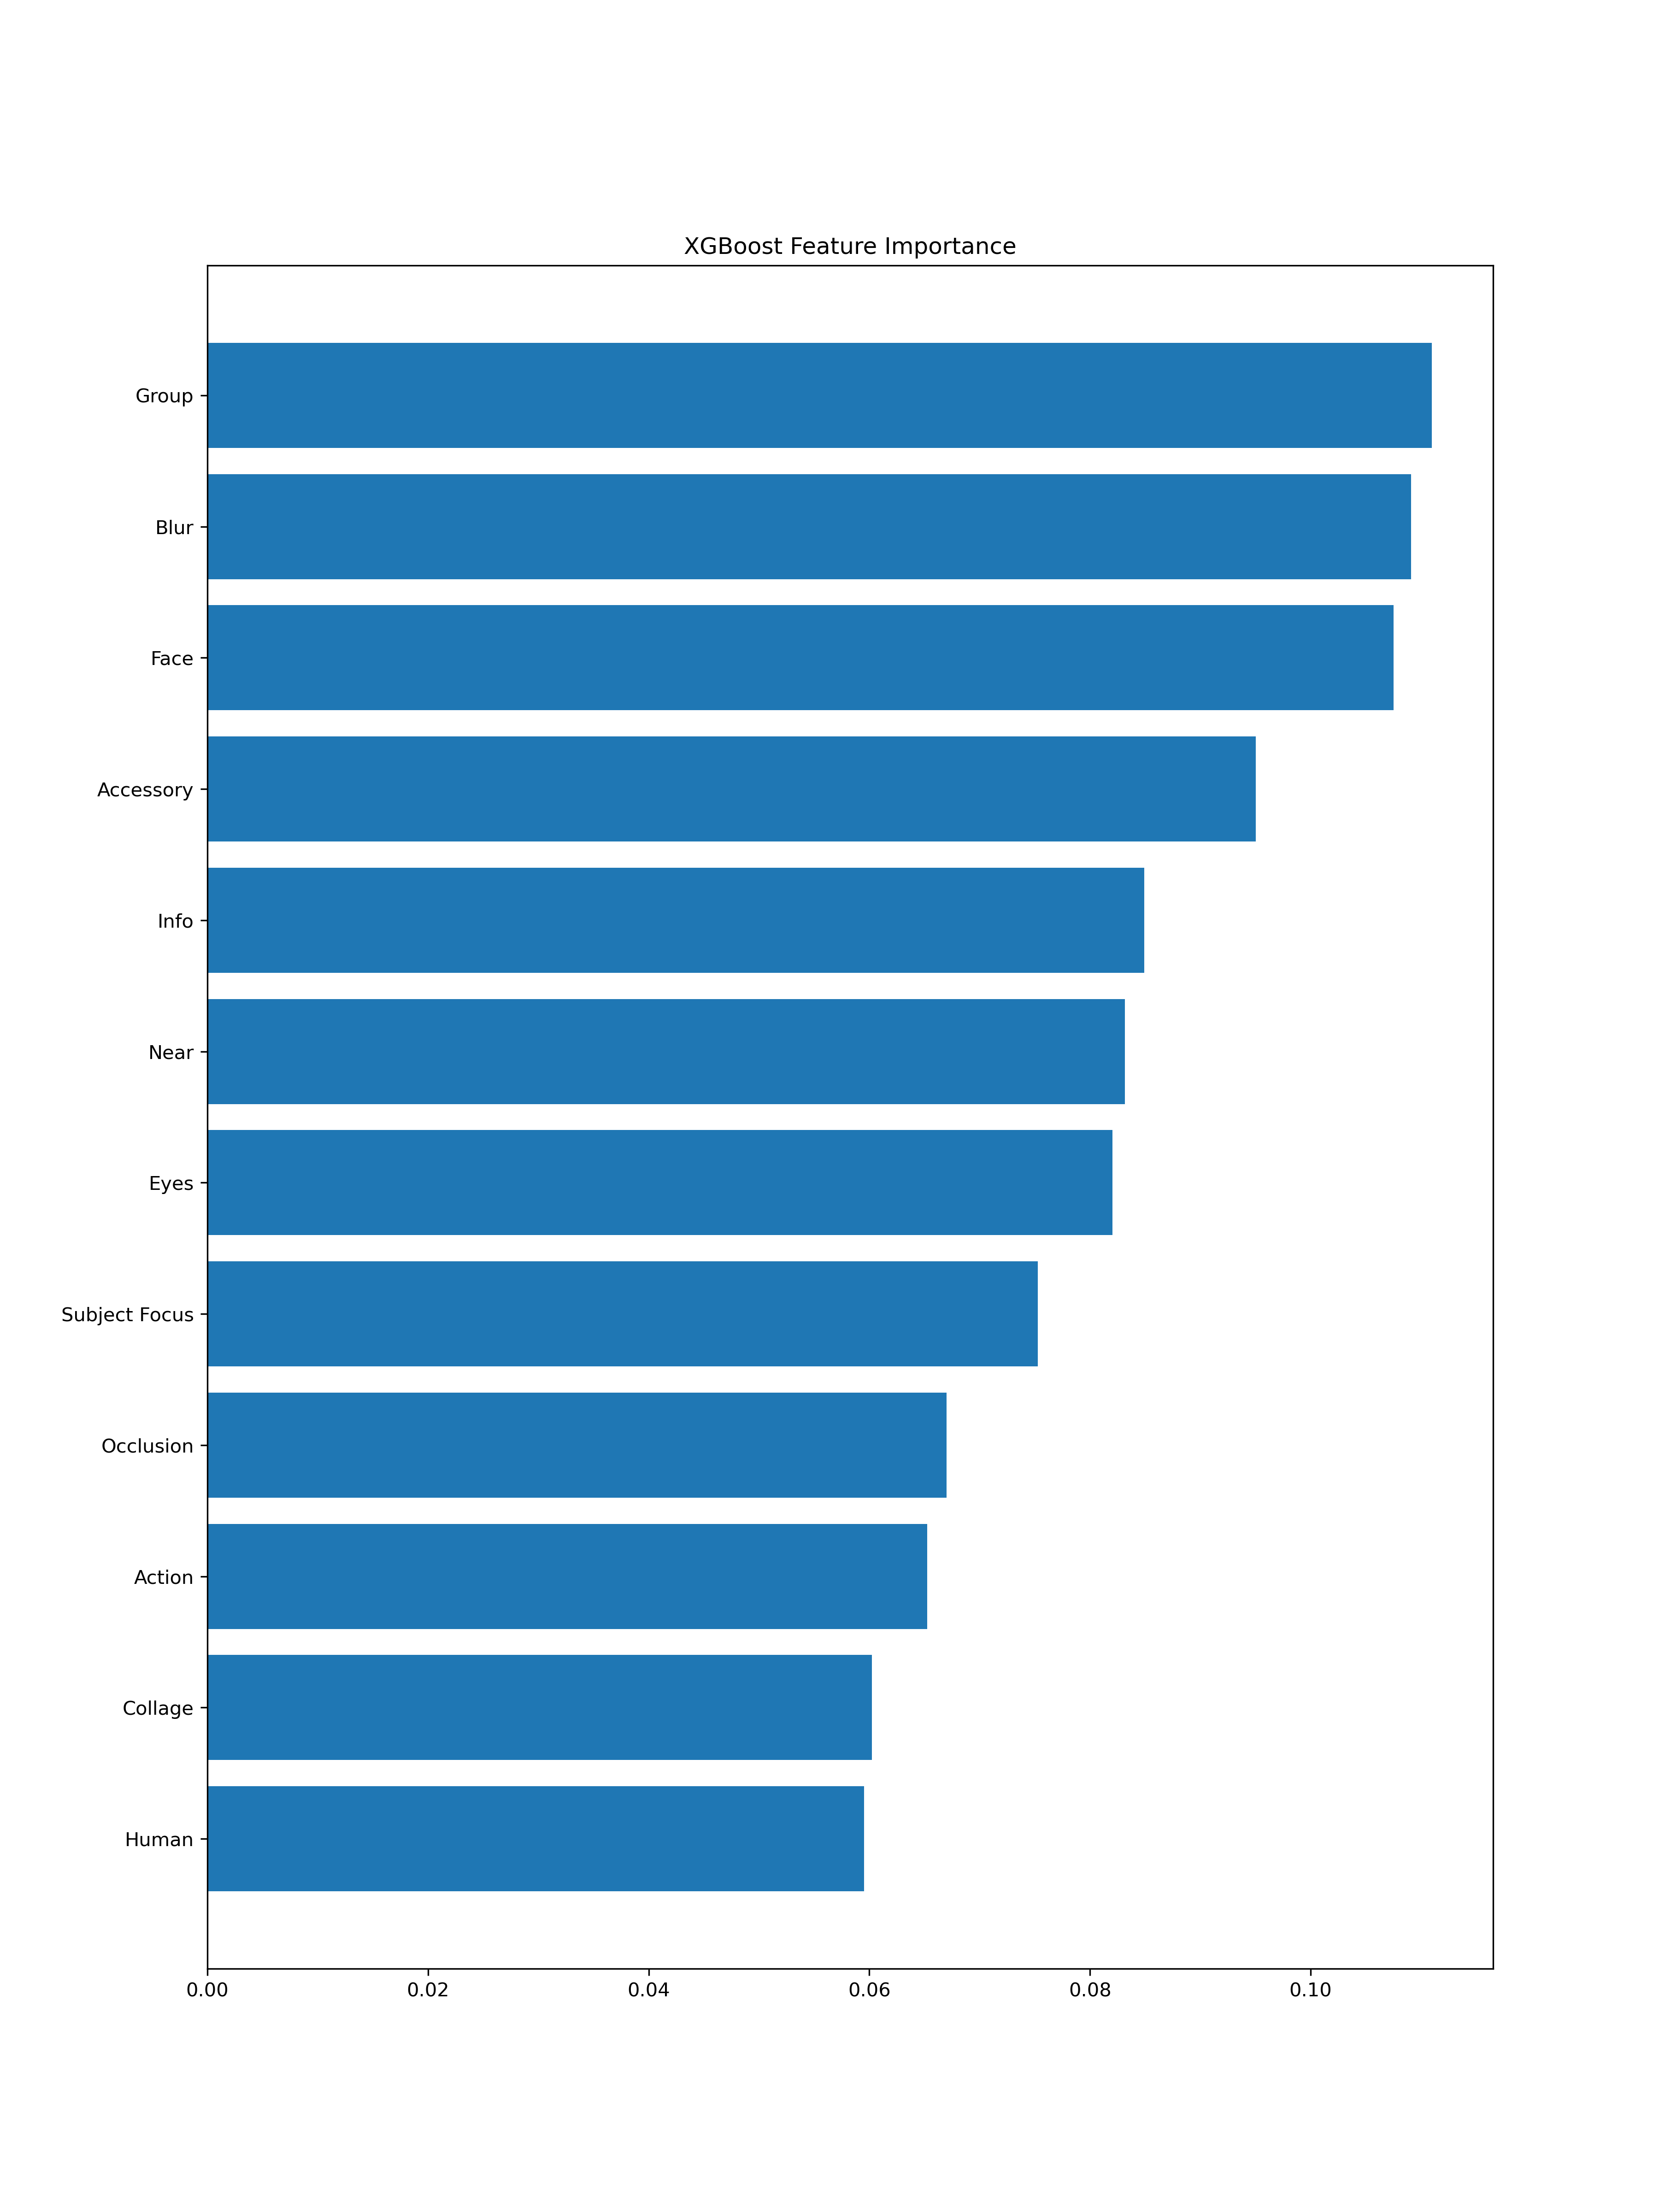 XGBoost Feature Importance
Group
Blur
Face
Accessory
Info
Near
Eyes
Subject Focus
Occlusion
Action
Collage
Human
0.00 0.02 0.04 0.06 0.08 0.10